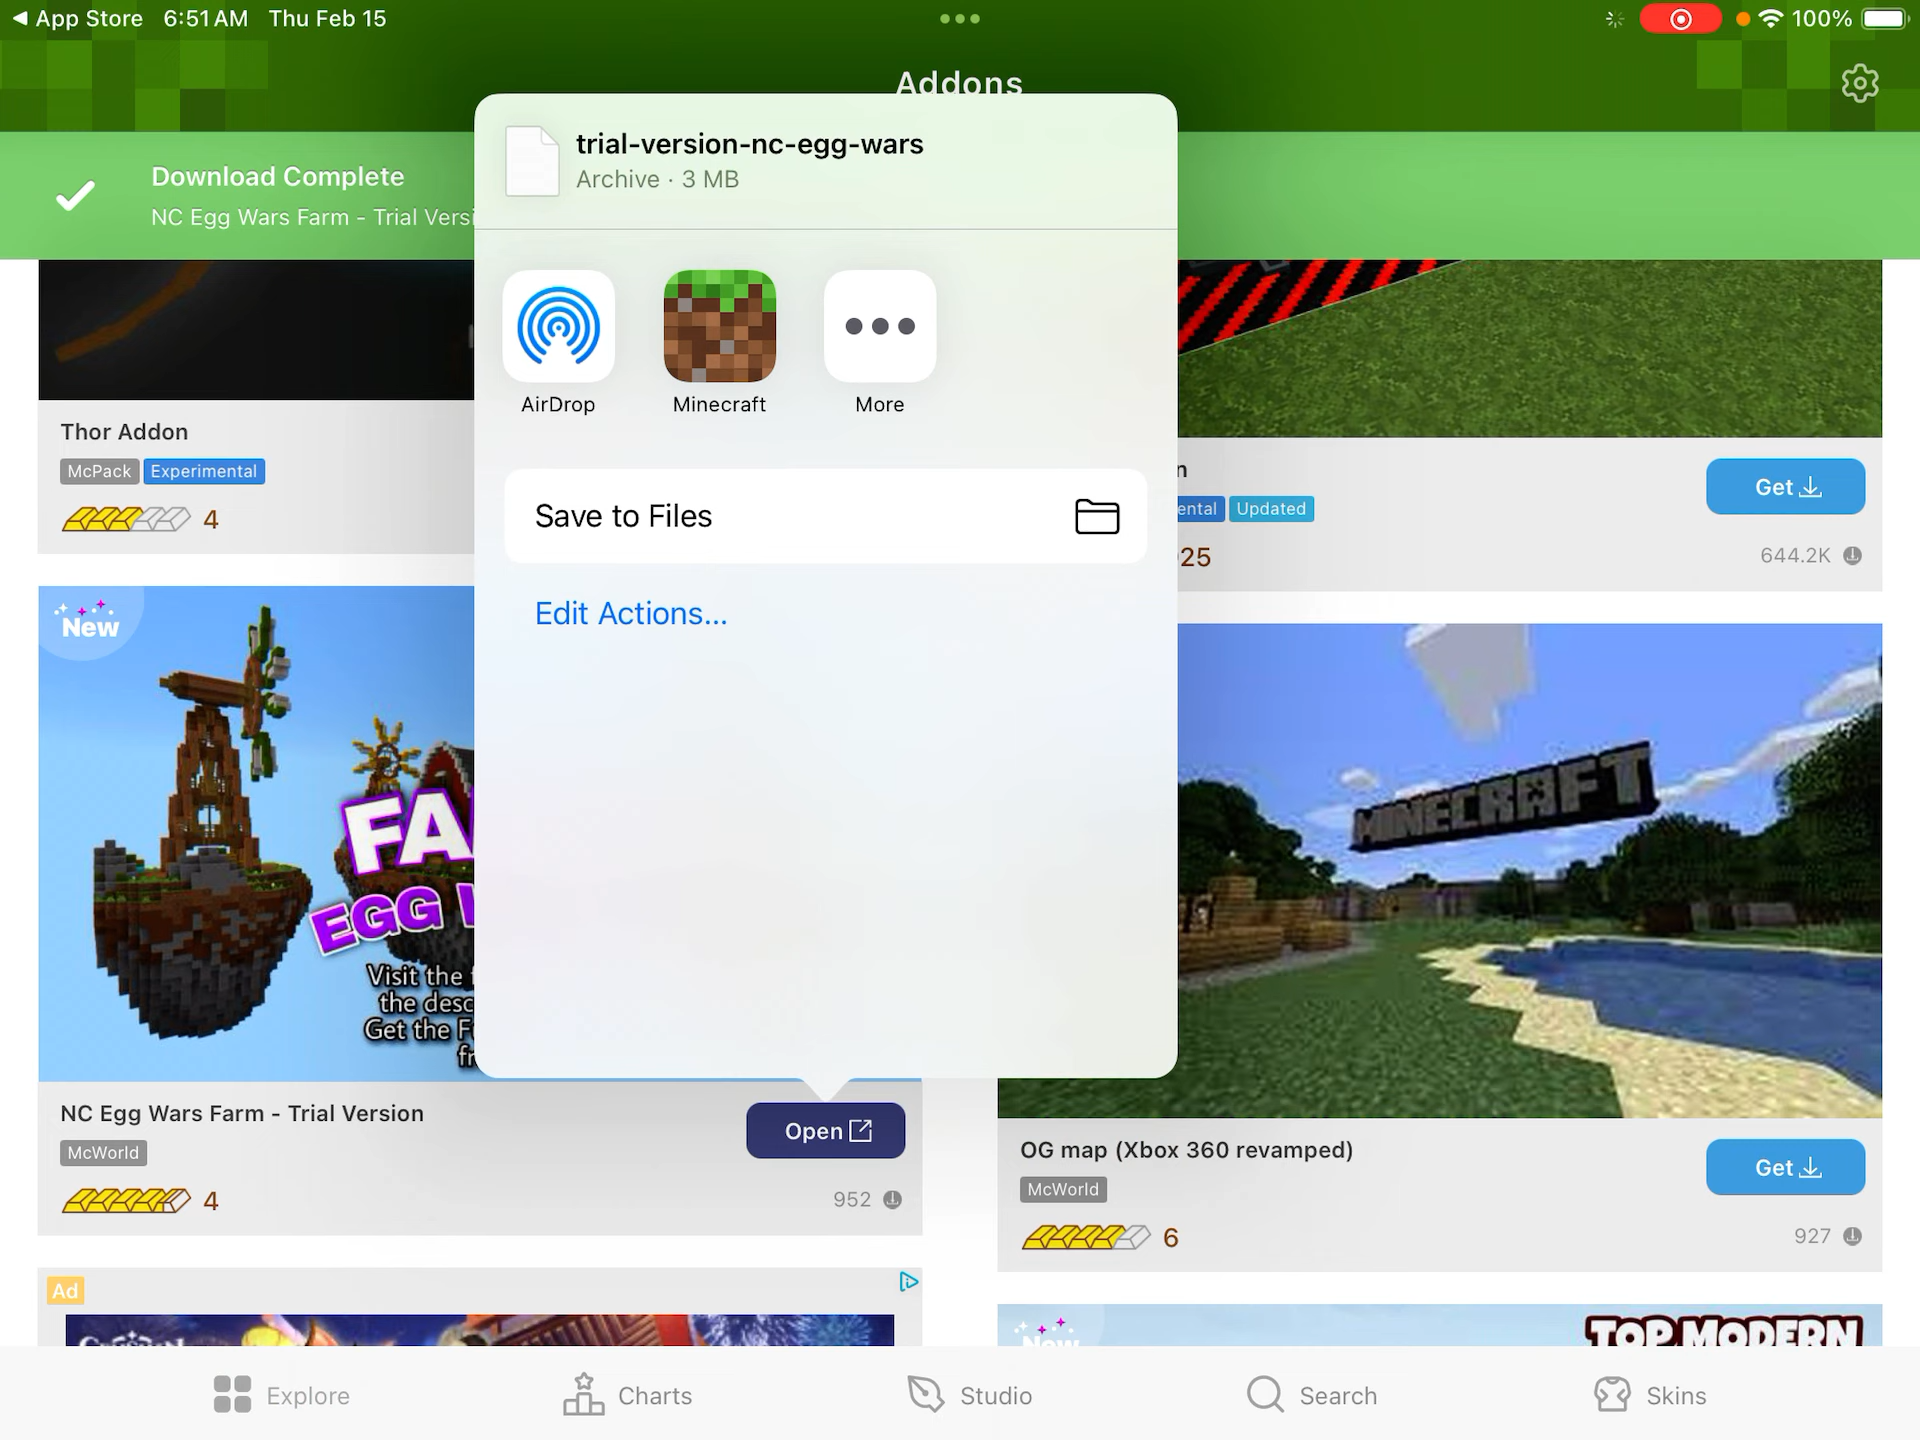 App Store 6:51 AM Thu Feb 15
100%
Addons
Download Complete
NC Egg Wars Farm - Trial Versi
trial-version-nc-egg-wars
Archive · 3 MB
AirDrop Minecraft More
Save to Files
Edit Actions...
Thor Addon
McPack Experimental
4
n
Get
ental Updated
25
644.2K
New
FA
EGG
Visit the
the desc
Get the F
fr
MINECRAFT
NC Egg Wars Farm - Trial Version
McWorld
Open
4
952
OG map (Xbox 360 revamped)
McWorld
Get
6
927
Ad
New
TOP MODERN
Explore Charts Studio Search Skins